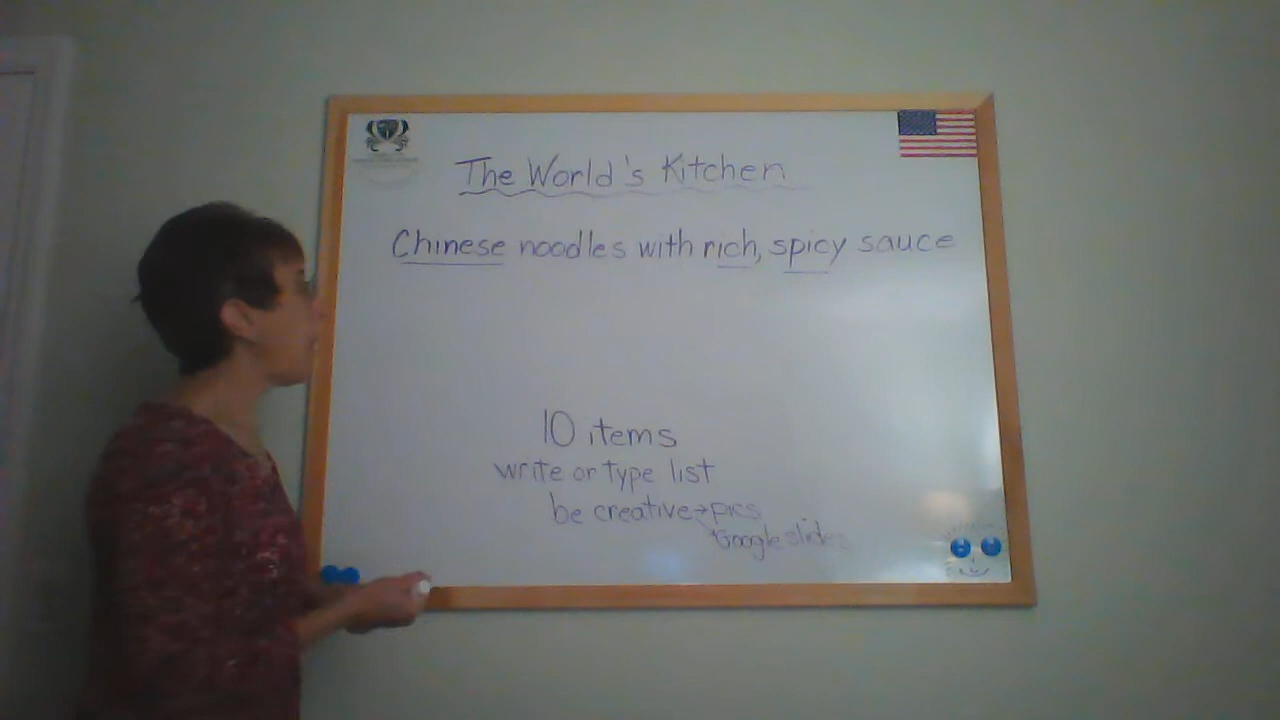 The World's Kitchen
Chinese noodles with rich, spicy sauce
10 items
write or type list
be creative→pics
Google slides